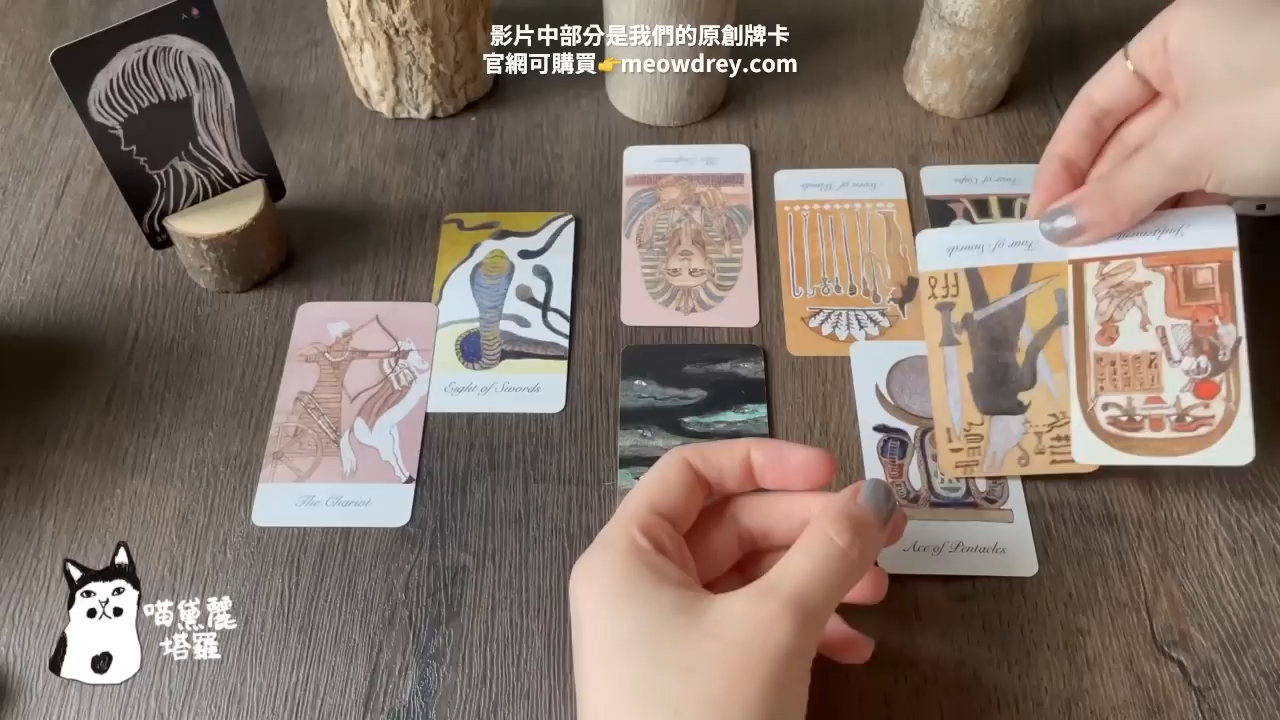 影片中部分是我們的原創牌卡
官網可購買👉meowdrey.com
The Emperor
Seven of Wands
Four of Cups
Four of Swords
Judgement
Eight of Swords
The Chariot
Ace of Pentacles
喵黛麗
塔羅